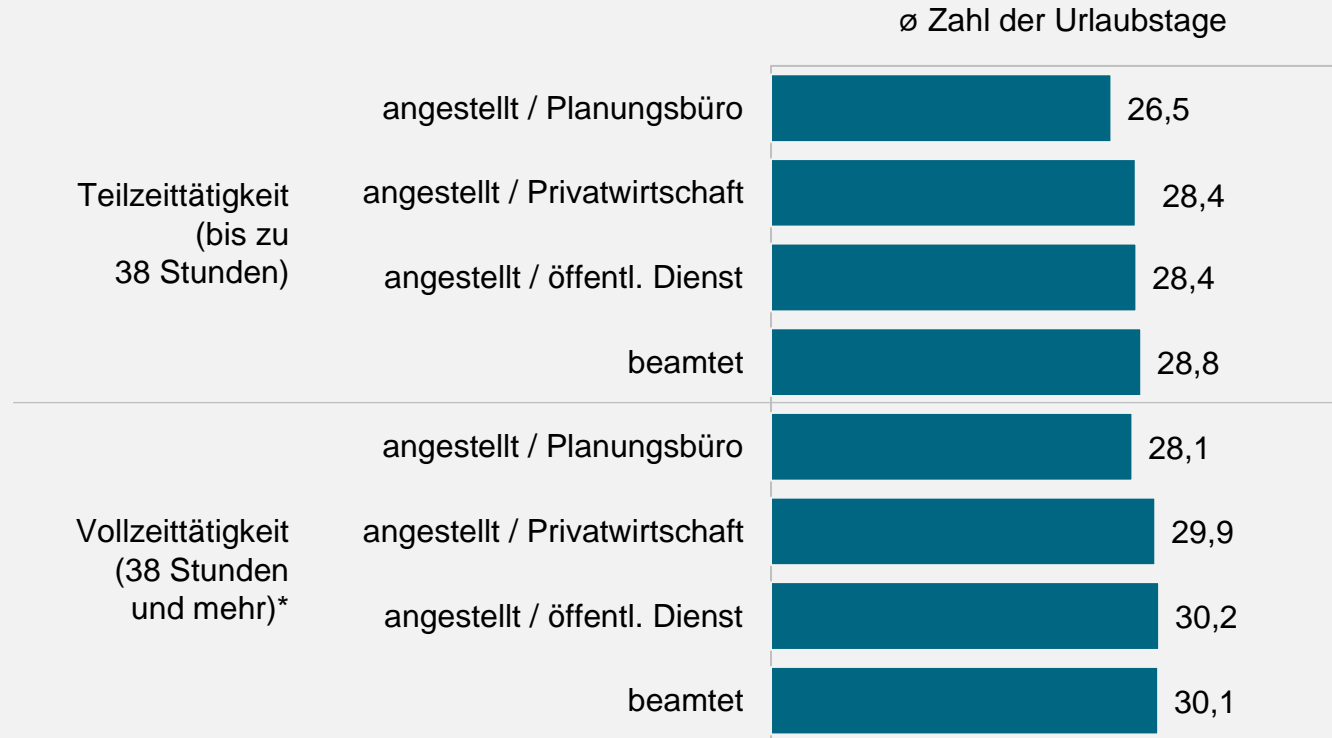 ø Zahl der Urlaubstage
Teilzeittätigkeit
(bis zu
38 Stunden)
angestellt / Planungsbüro 26,5
angestellt / Privatwirtschaft 28,4
angestellt / öffentl. Dienst 28,4
beamtet 28,8
Vollzeittätigkeit
(38 Stunden
und mehr)*
angestellt / Planungsbüro 28,1
angestellt / Privatwirtschaft 29,9
angestellt / öffentl. Dienst 30,2
beamtet 30,1